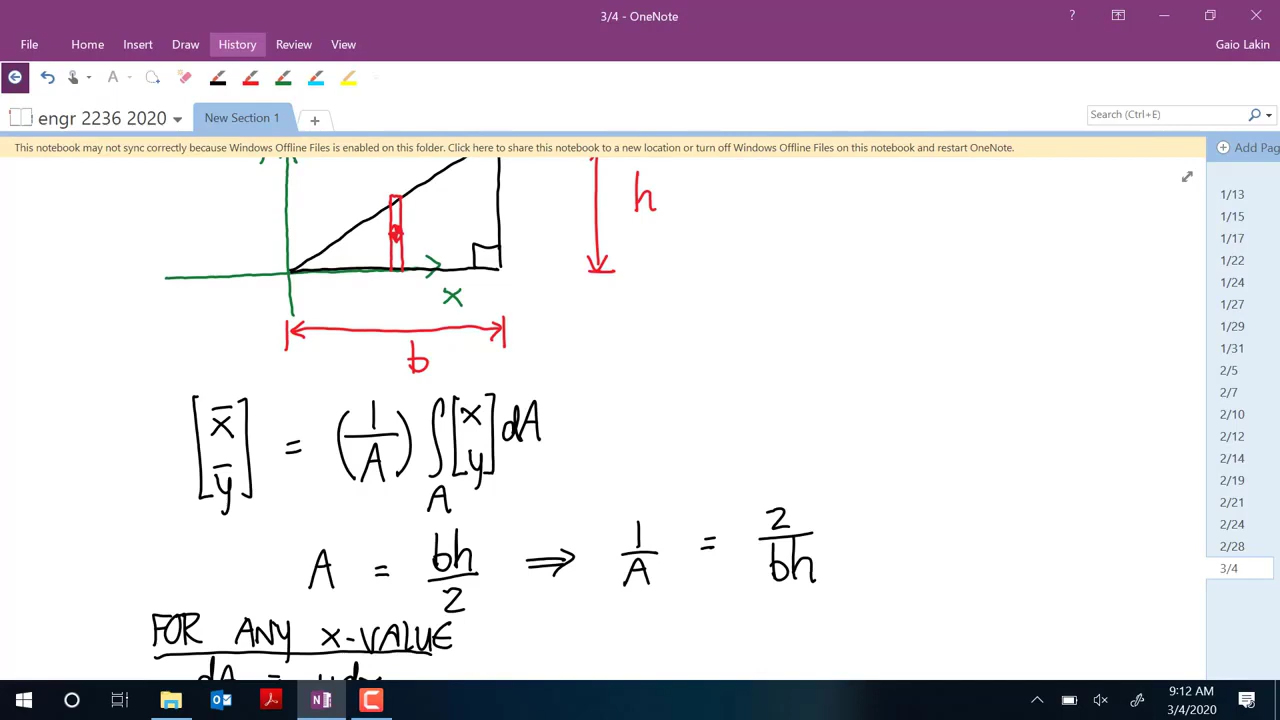 3/4 - OneNote
?
File Home Insert Draw History Review View
Gaio Lakin
A
engr 2236 2020
New Section 1
+
Search (Ctrl+E)
This notebook may not sync correctly because Windows Offline Files is enabled on this folder. Click here to share this notebook to a new location or turn off Windows Offline Files on this notebook and restart OneNote.
Add Pag
1/13
1/15
1/17
1/22
1/24
1/27
1/29
1/31
2/5
2/7
2/10
2/12
2/14
2/19
2/21
2/24
2/28
3/4
h
x
b
[x̄ ȳ] = (1/A) ∫_A [x y] dA
A = bh/2 ⟹ 1/A = 2/bh
FOR ANY x-VALUE
dA = ydx
9:12 AM
3/4/2020